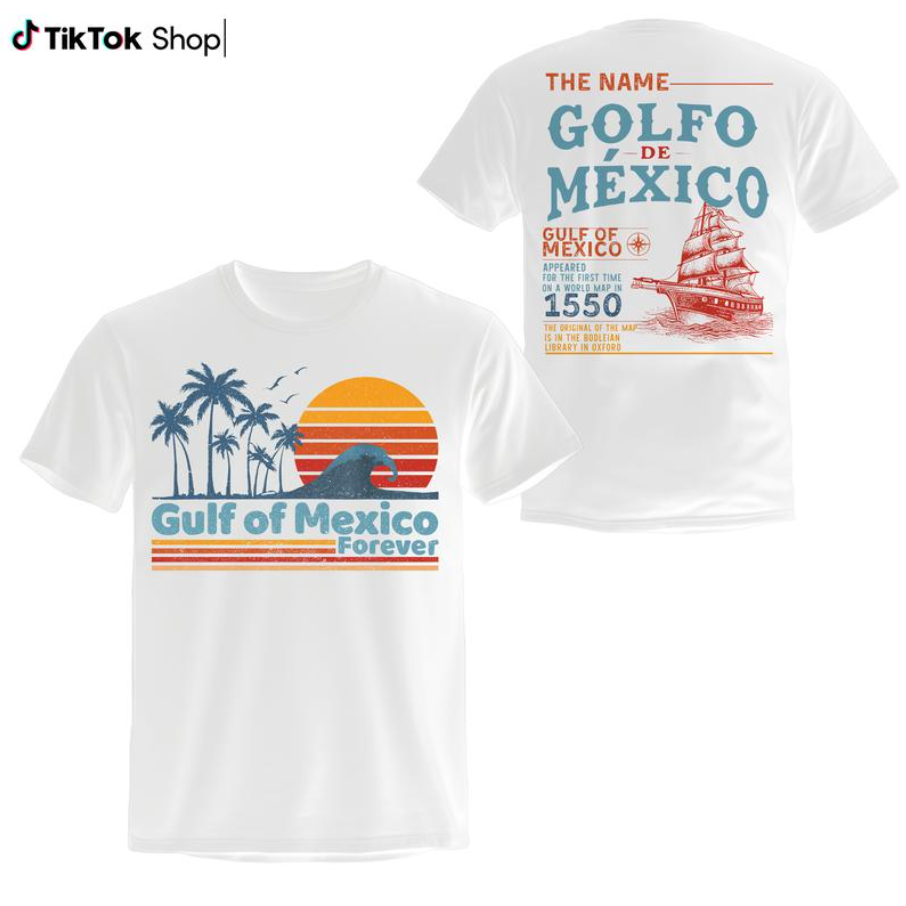 TikTok Shop
THE NAME
GOLFO
DE
MÉXICO
GULF OF
MEXICO
APPEARED
FOR THE FIRST TIME
ON A WORLD MAP IN
1550
THE ORIGINAL OF THE MAP
IS IN THE BODLEIAN
LIBRARY IN OXFORD
Gulf of Mexico
Forever